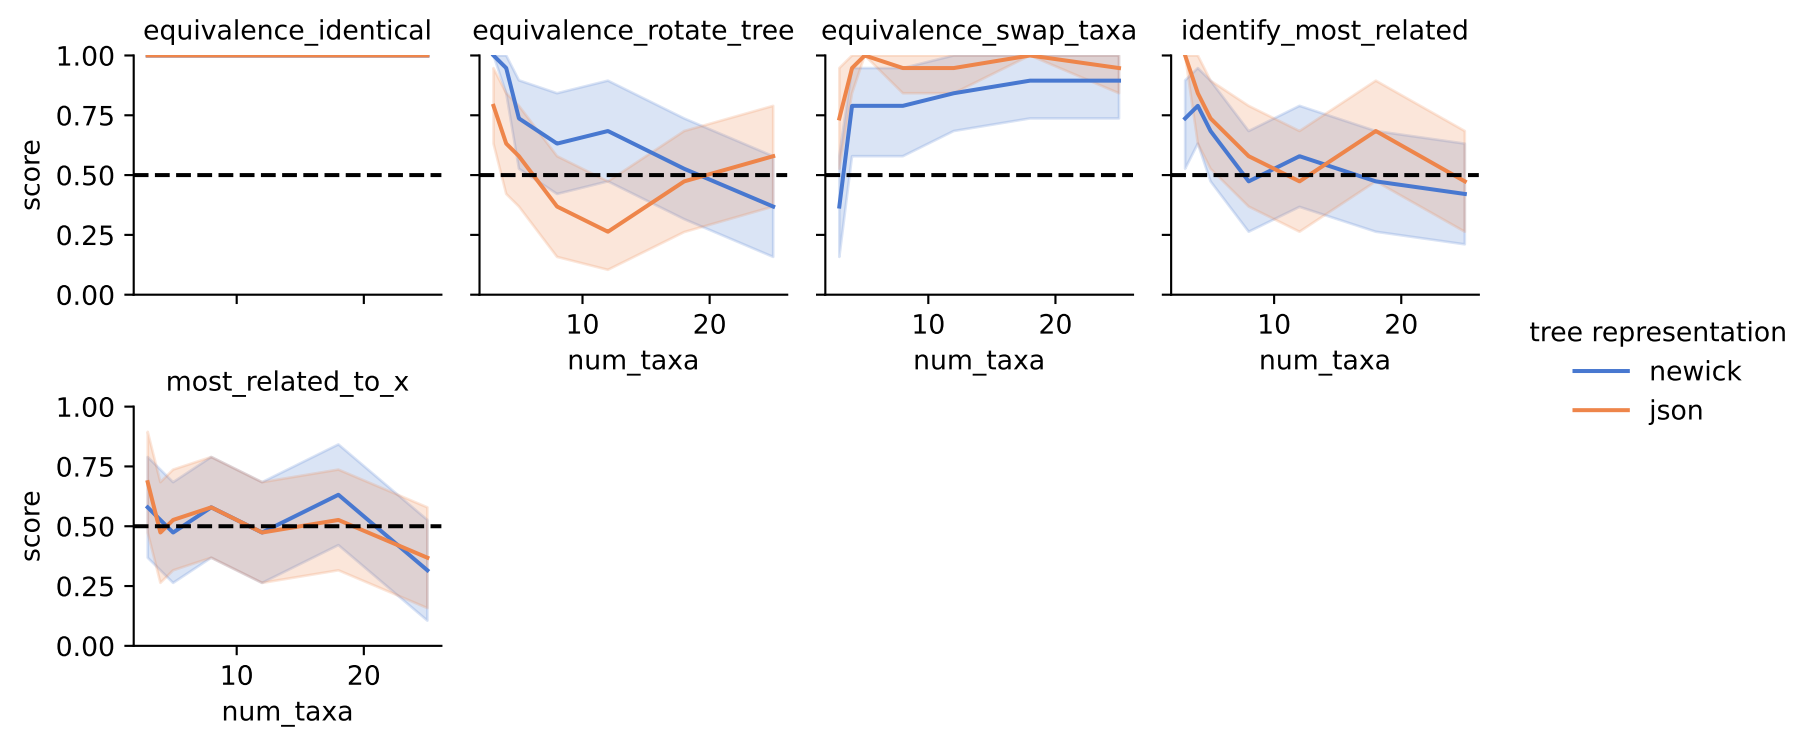 equivalence_identical
equivalence_rotate_tree
equivalence_swap_taxa
identify_most_related
1.00
0.75
0.50
0.25
0.00
score
10
20
num_taxa
10
20
num_taxa
10
20
num_taxa
tree representation
newick
json
most_related_to_x
1.00
0.75
0.50
0.25
0.00
score
10
20
num_taxa